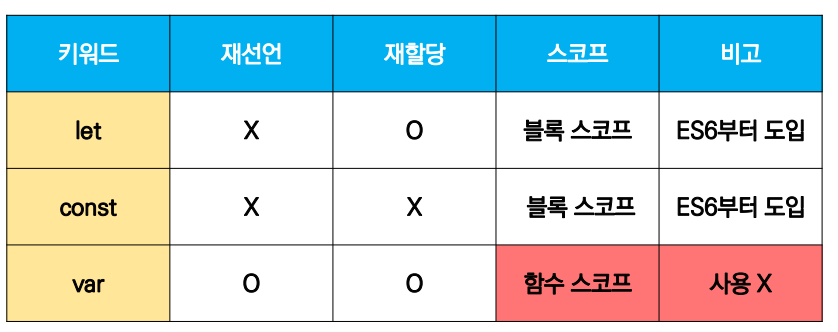 키워드 재선언 재할당 스코프 비고
let X O 블록 스코프 ES6부터 도입
const X X 블록 스코프 ES6부터 도입
var O O 함수 스코프 사용 X